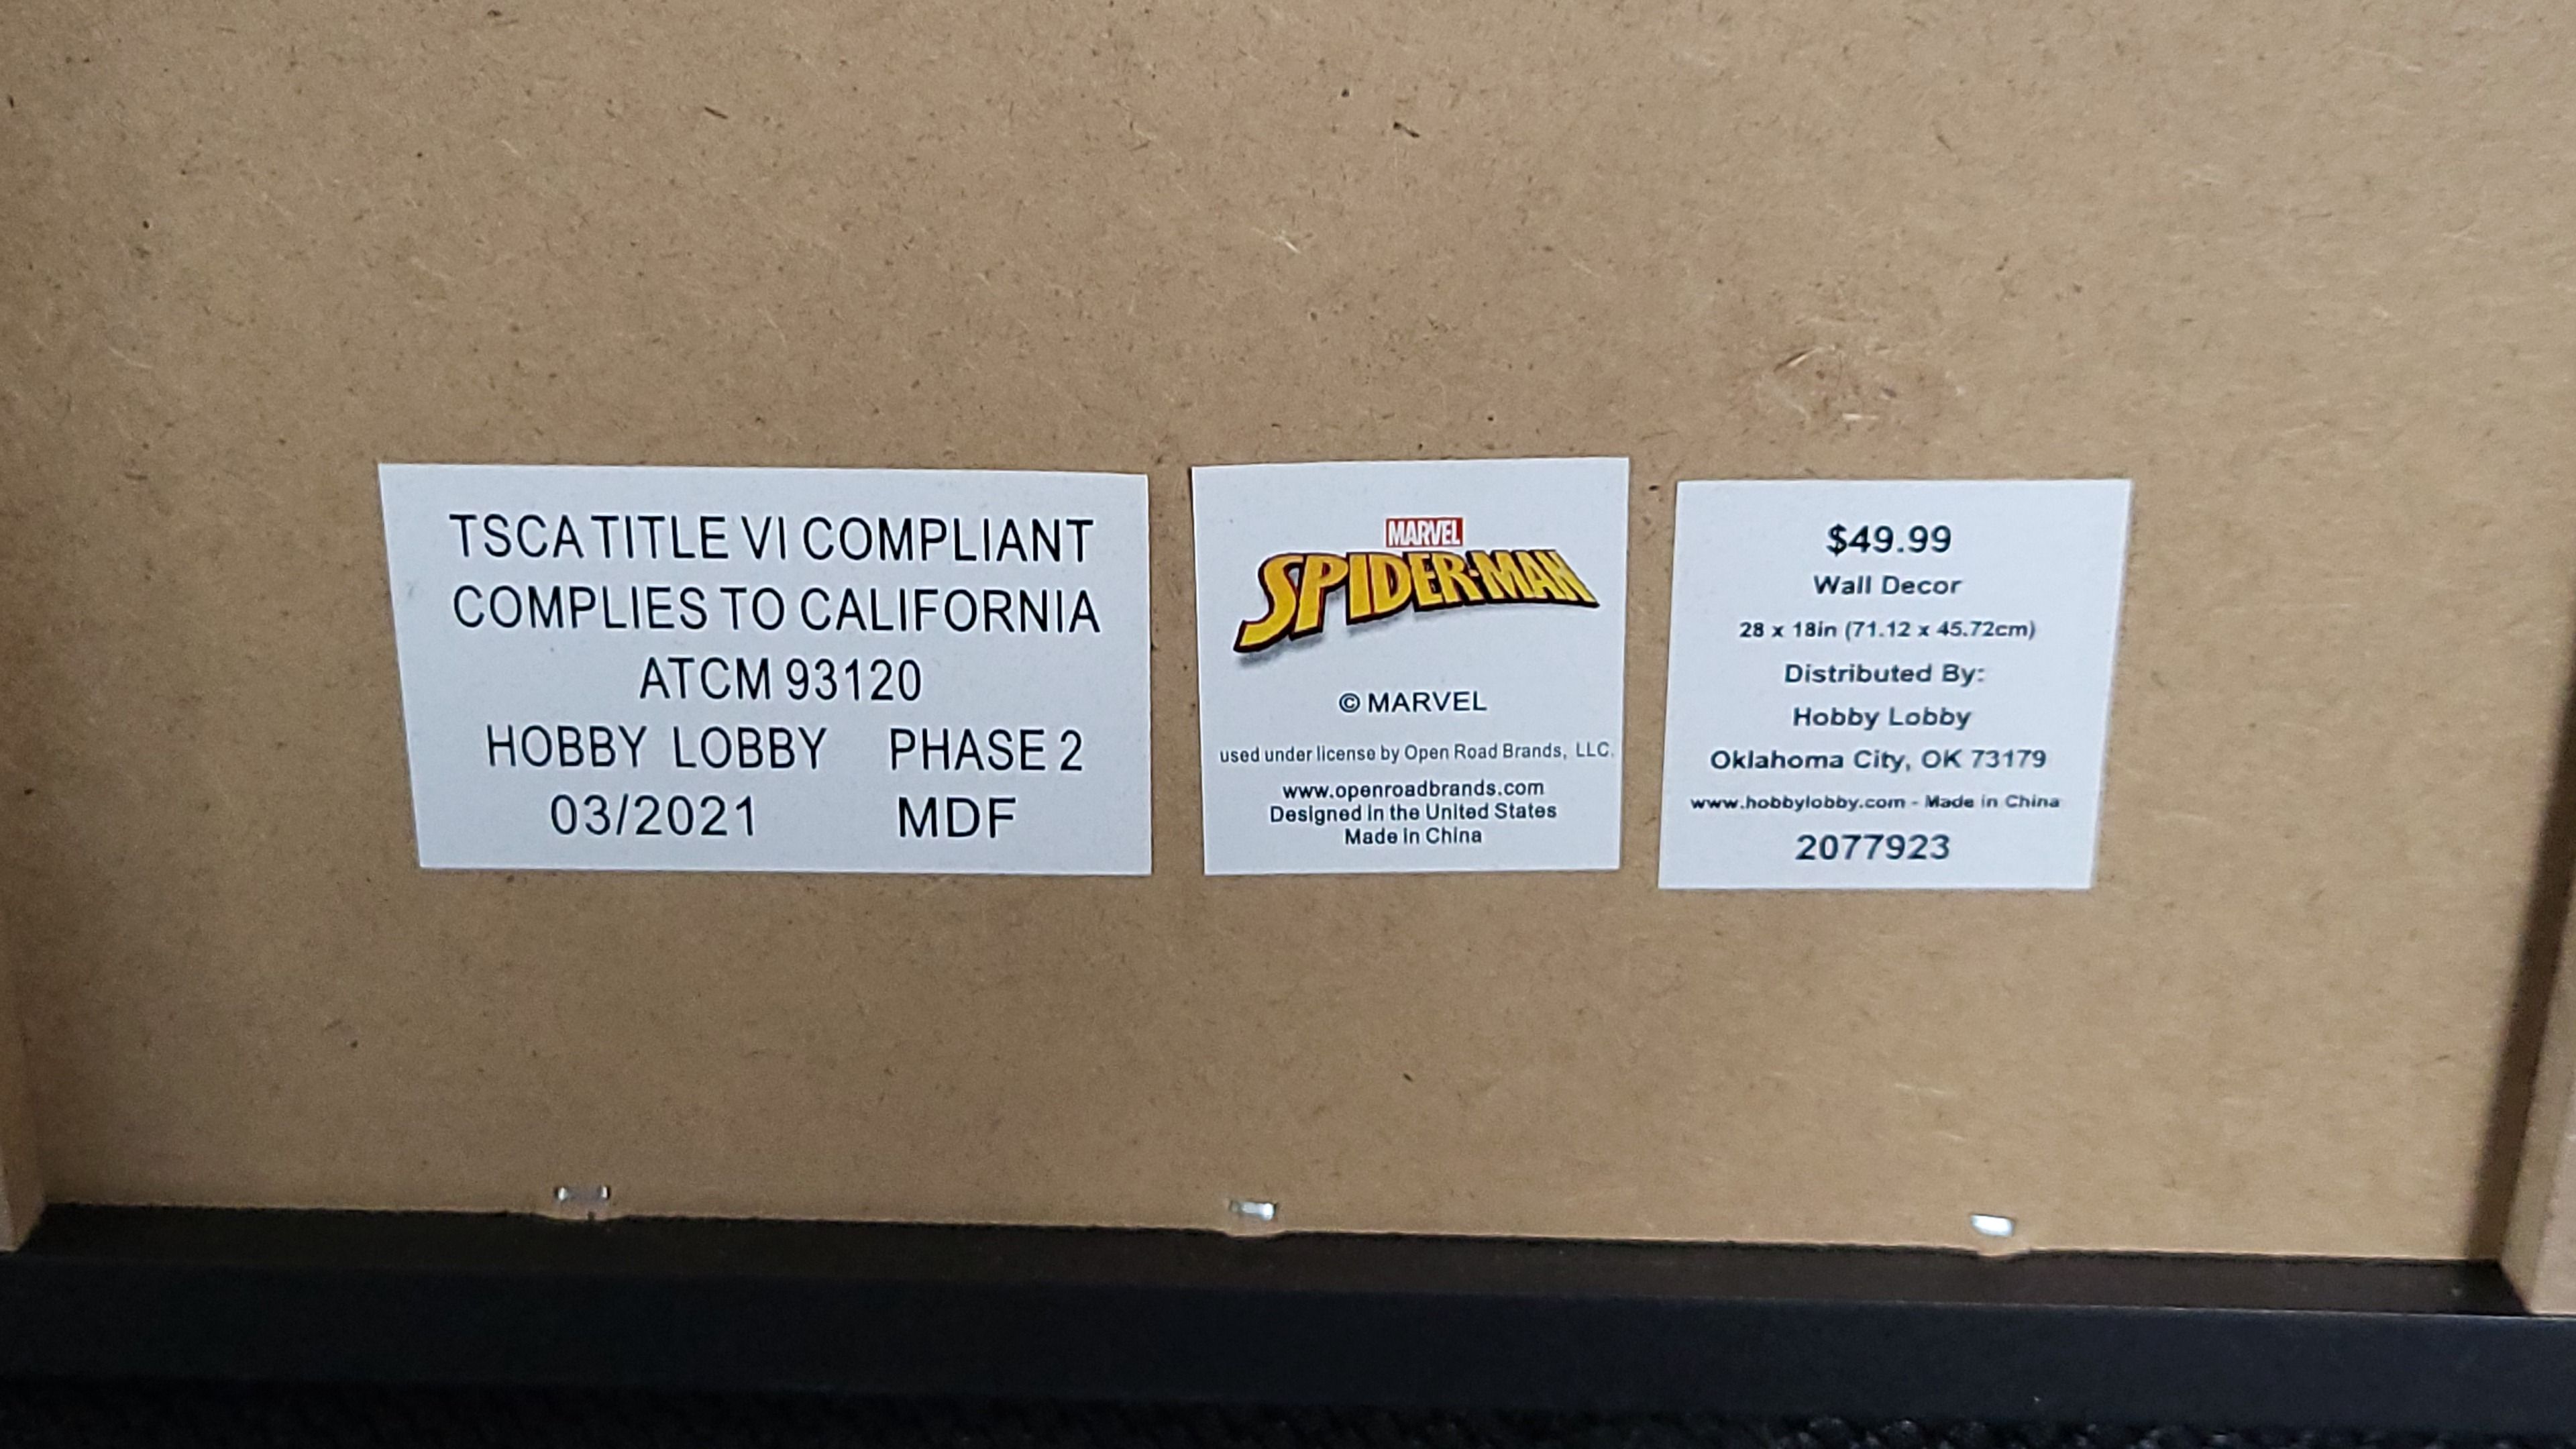 TSCA TITLE VI COMPLIANT
COMPLIES TO CALIFORNIA
ATCM 93120
HOBBY LOBBY PHASE 2
03/2021 MDF
MARVEL
SPIDER-MAN
© MARVEL
used under license by Open Road Brands, LLC.
www.openroadbrands.com
Designed in the United States
Made in China
$49.99
Wall Decor
28 x 18in (71.12 x 45.72cm)
Distributed By:
Hobby Lobby
Oklahoma City, OK 73179
www.hobbylobby.com - Made in China
2077923